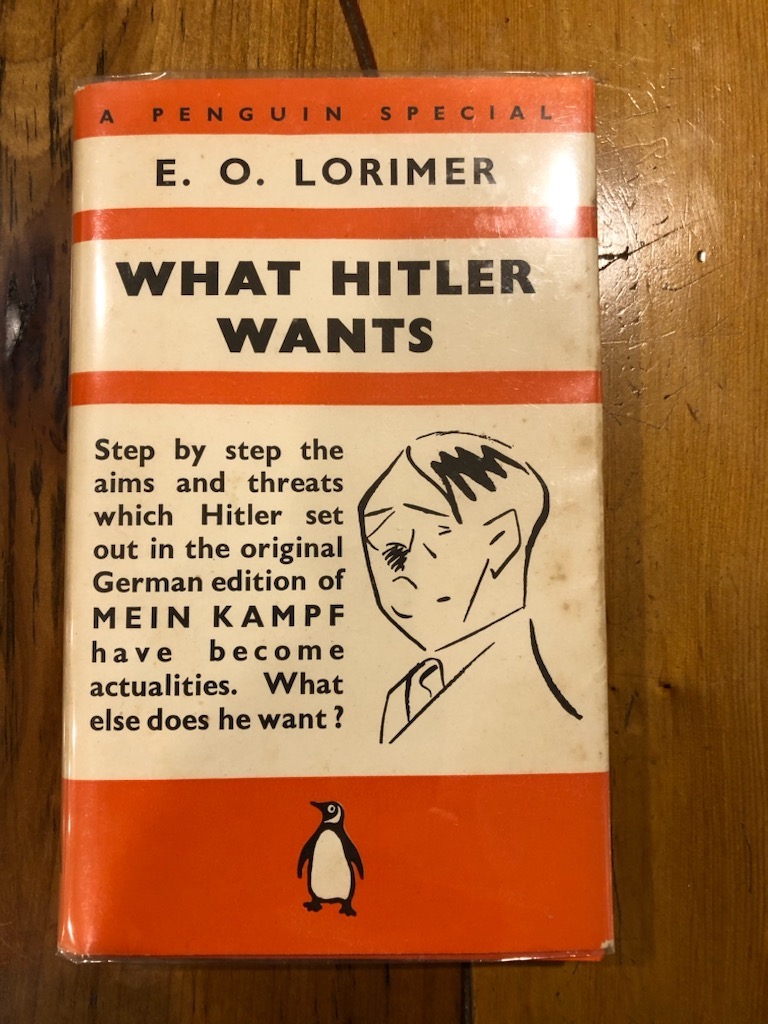 A PENGUIN SPECIAL
E. O. LORIMER
WHAT HITLER
WANTS
Step by step the
aims and threats
which Hitler set
out in the original
German edition of
MEIN KAMPF
have become
actualities. What
else does he want?